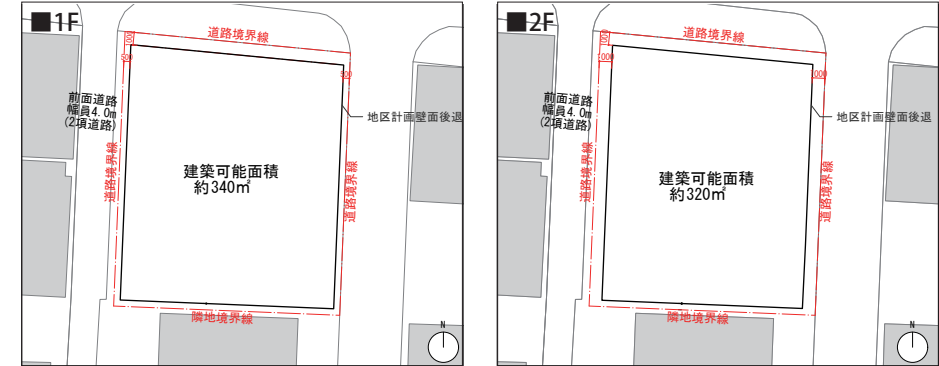 ■1F
道路境界線
1000
500
500
前面道路
幅員4.0m
(2項道路)
地区計画壁面後退
道路境界線
建築可能面積
約340㎡
道路境界線
隣地境界線
N
■2F
道路境界線
1000
1000
1000
前面道路
幅員4.0m
(2項道路)
地区計画壁面後退
道路境界線
建築可能面積
約320㎡
道路境界線
隣地境界線
N